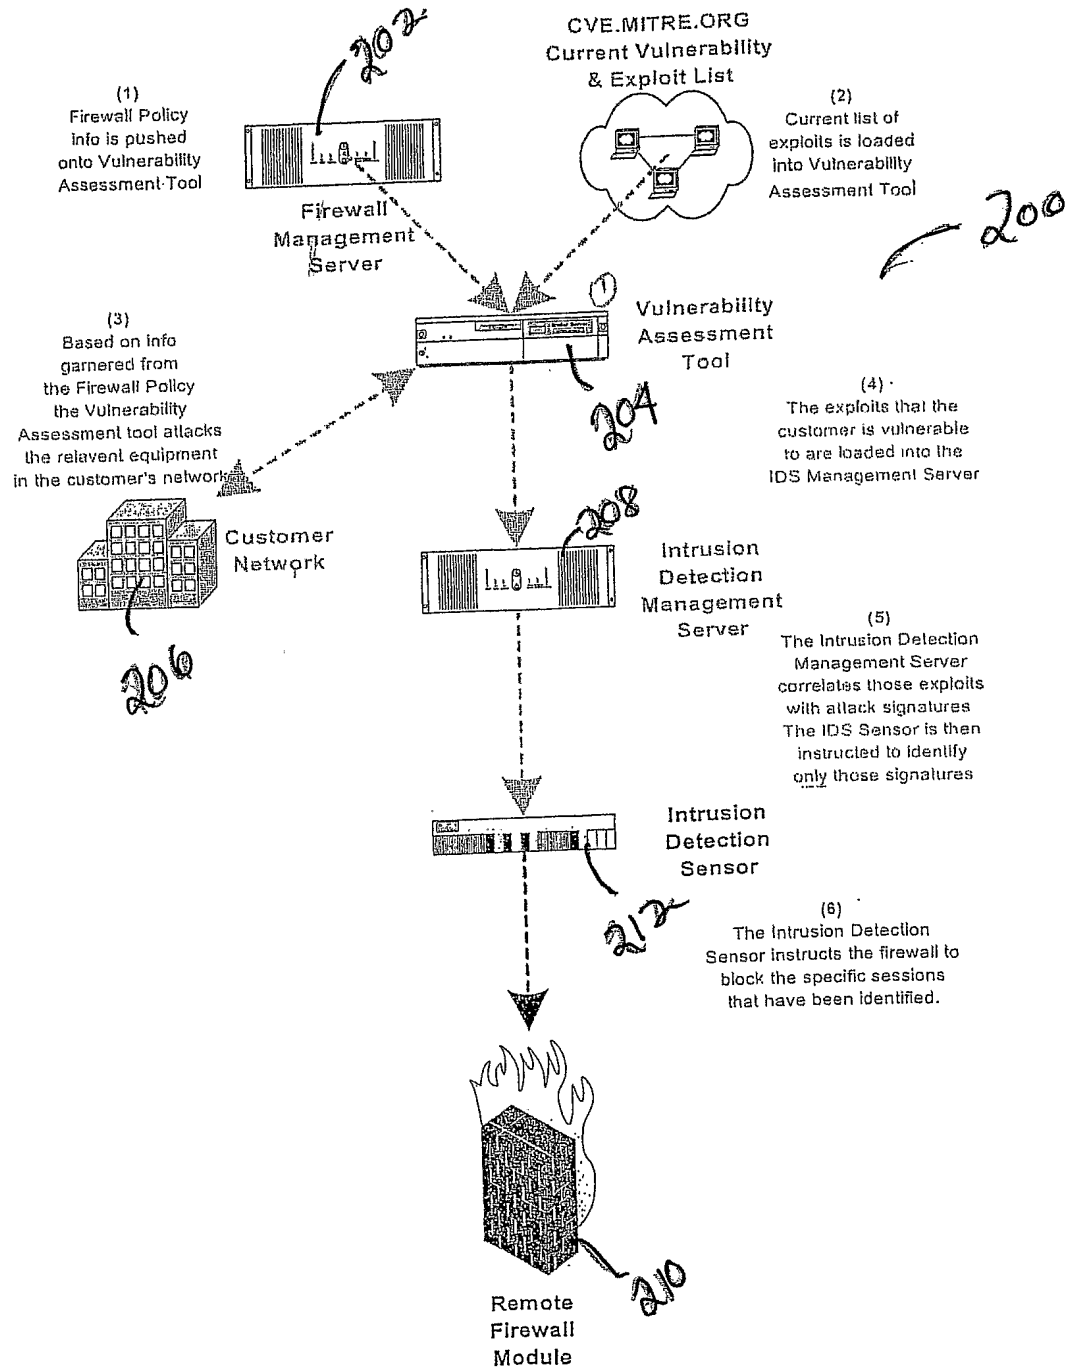 202
CVE.MITRE.ORG
Current Vulnerability
& Exploit List
(1)
Firewall Policy
info is pushed
onto Vulnerability
Assessment Tool
(2)
Current list of
exploits is loaded
into Vulnerability
Assessment Tool
Firewall
Management
Server
200
1
Vulnerability
Assessment
Tool
204
(3)
Based on info
garnered from
the Firewall Policy
the Vulnerability
Assessment tool attacks
the relavent equipment
in the customer's network
(4)
The exploits that the
customer is vulnerable
to are loaded into the
IDS Management Server
Customer
Network
206
208
Intrusion
Detection
Management
Server
(5)
The Intrusion Detection
Management Server
correlates those exploits
with attack signatures
The IDS Sensor is then
instructed to identify
only those signatures
Intrusion
Detection
Sensor
212
(6)
The Intrusion Detection
Sensor instructs the firewall to
block the specific sessions
that have been identified.
210
Remote
Firewall
Module